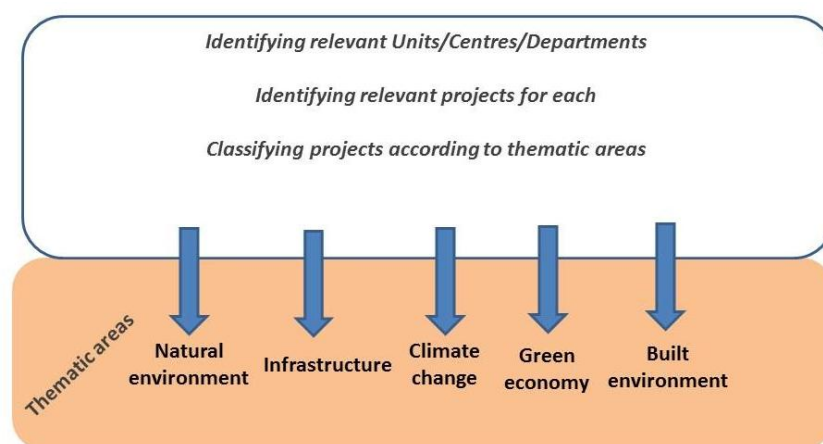 Identifying relevant Units/Centres/Departments
Identifying relevant projects for each
Classifying projects according to thematic areas
Thematic areas
Natural
environment
Infrastructure
Climate
change
Green
economy
Built
environment